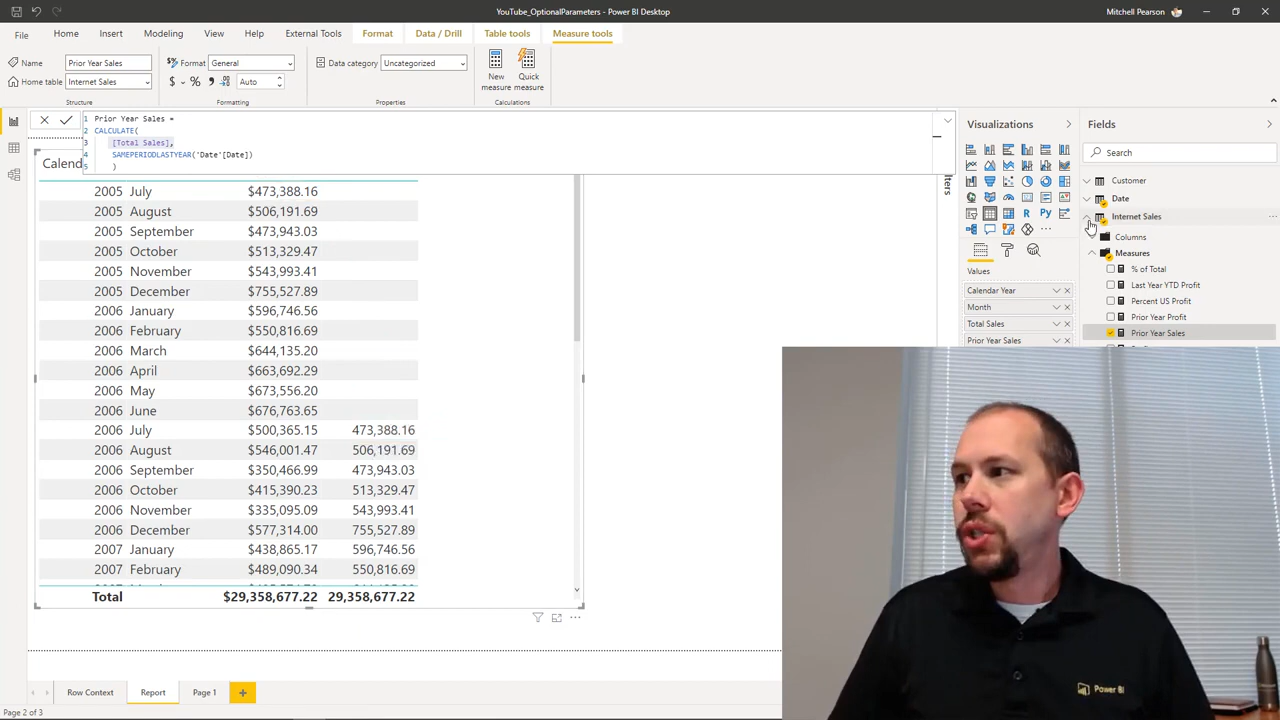 YouTube_OptionalParameters - Power BI Desktop
Mitchell Pearson
File
Home
Insert
Modeling
View
Help
External Tools
Format
Data / Drill
Table tools
Measure tools
Name
Prior Year Sales
Home table
Internet Sales
Structure
Format
General
$
%
Auto
Formatting
Data category
Uncategorized
Properties
New
measure
Quick
measure
Calculations
1 Prior Year Sales =
2 CALCULATE(
3 [Total Sales],
4 SAMEPERIODLASTYEAR('Date'[Date])
5 )
Calend
2005 July $473,388.16
2005 August $506,191.69
2005 September $473,943.03
2005 October $513,329.47
2005 November $543,993.41
2005 December $755,527.89
2006 January $596,746.56
2006 February $550,816.69
2006 March $644,135.20
2006 April $663,692.29
2006 May $673,556.20
2006 June $676,763.65
2006 July $500,365.15 473,388.16
2006 August $546,001.47 506,191.69
2006 September $350,466.99 473,943.03
2006 October $415,390.23 513,329.47
2006 November $335,095.09 543,993.41
2006 December $577,314.00 755,527.89
2007 January $438,865.17 596,746.56
2007 February $489,090.34 550,816.69
Total $29,358,677.22 29,358,677.22
Visualizations
R
Py
Values
Calendar Year
Month
Total Sales
Prior Year Sales
Fields
Search
Customer
Date
Internet Sales
Columns
Measures
% of Total
Last Year YTD Profit
Percent US Profit
Prior Year Profit
Prior Year Sales
Power BI
Row Context
Report
Page 1
Page 2 of 3